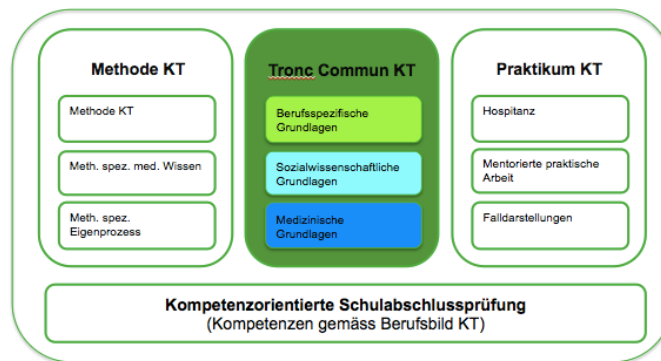 Methode KT
Methode KT
Meth. spez. med. Wissen
Meth. spez.
Eigenprozess
Tronc Commun KT
Berufsspezifische
Grundlagen
Sozialwissenschaftliche
Grundlagen
Medizinische
Grundlagen
Praktikum KT
Hospitanz
Mentorierte praktische
Arbeit
Falldarstellungen
Kompetenzorientierte Schulabschlussprüfung
(Kompetenzen gemäss Berufsbild KT)